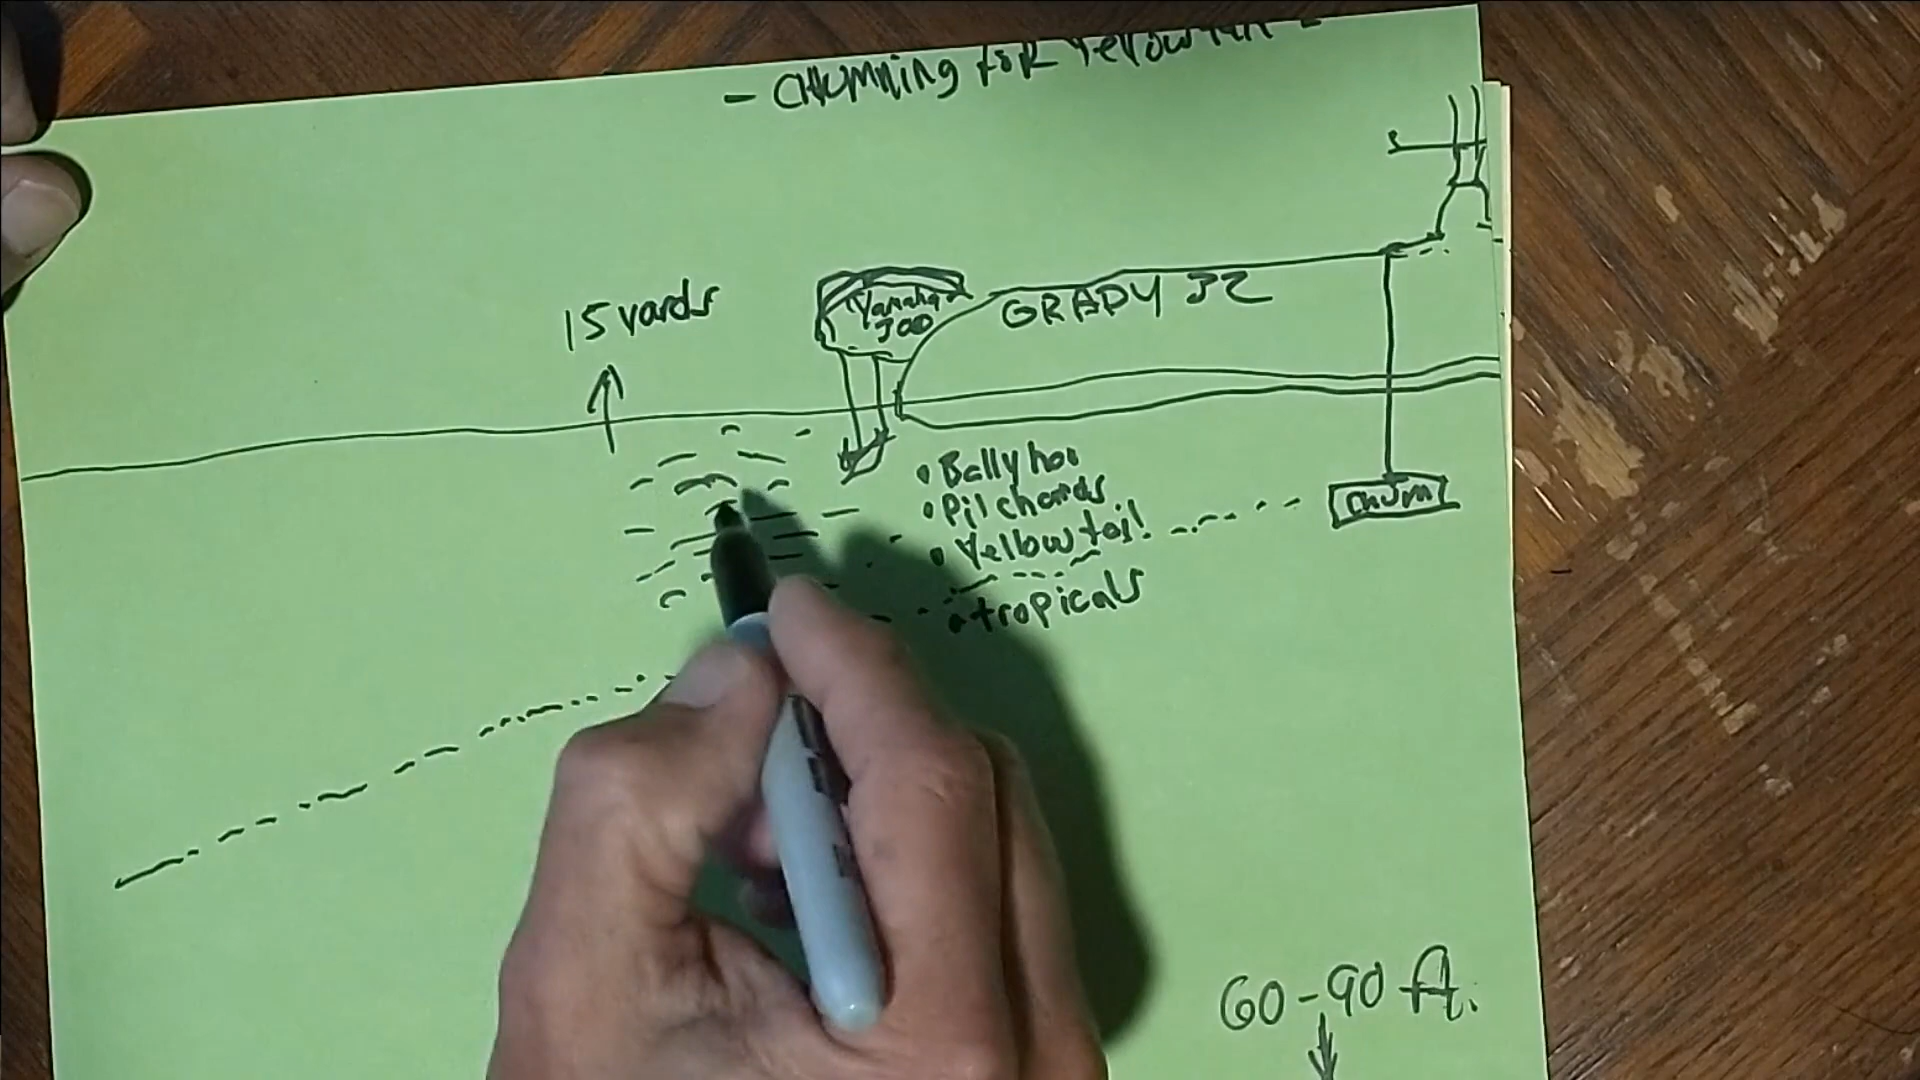 - CHUMMING foR Yellowtail -
15 yards
Yamaha
300
GRADY 32
• Ballyhoo
• Pilchards
• Yellowtail
• tropicals
chum
60-90 ft.